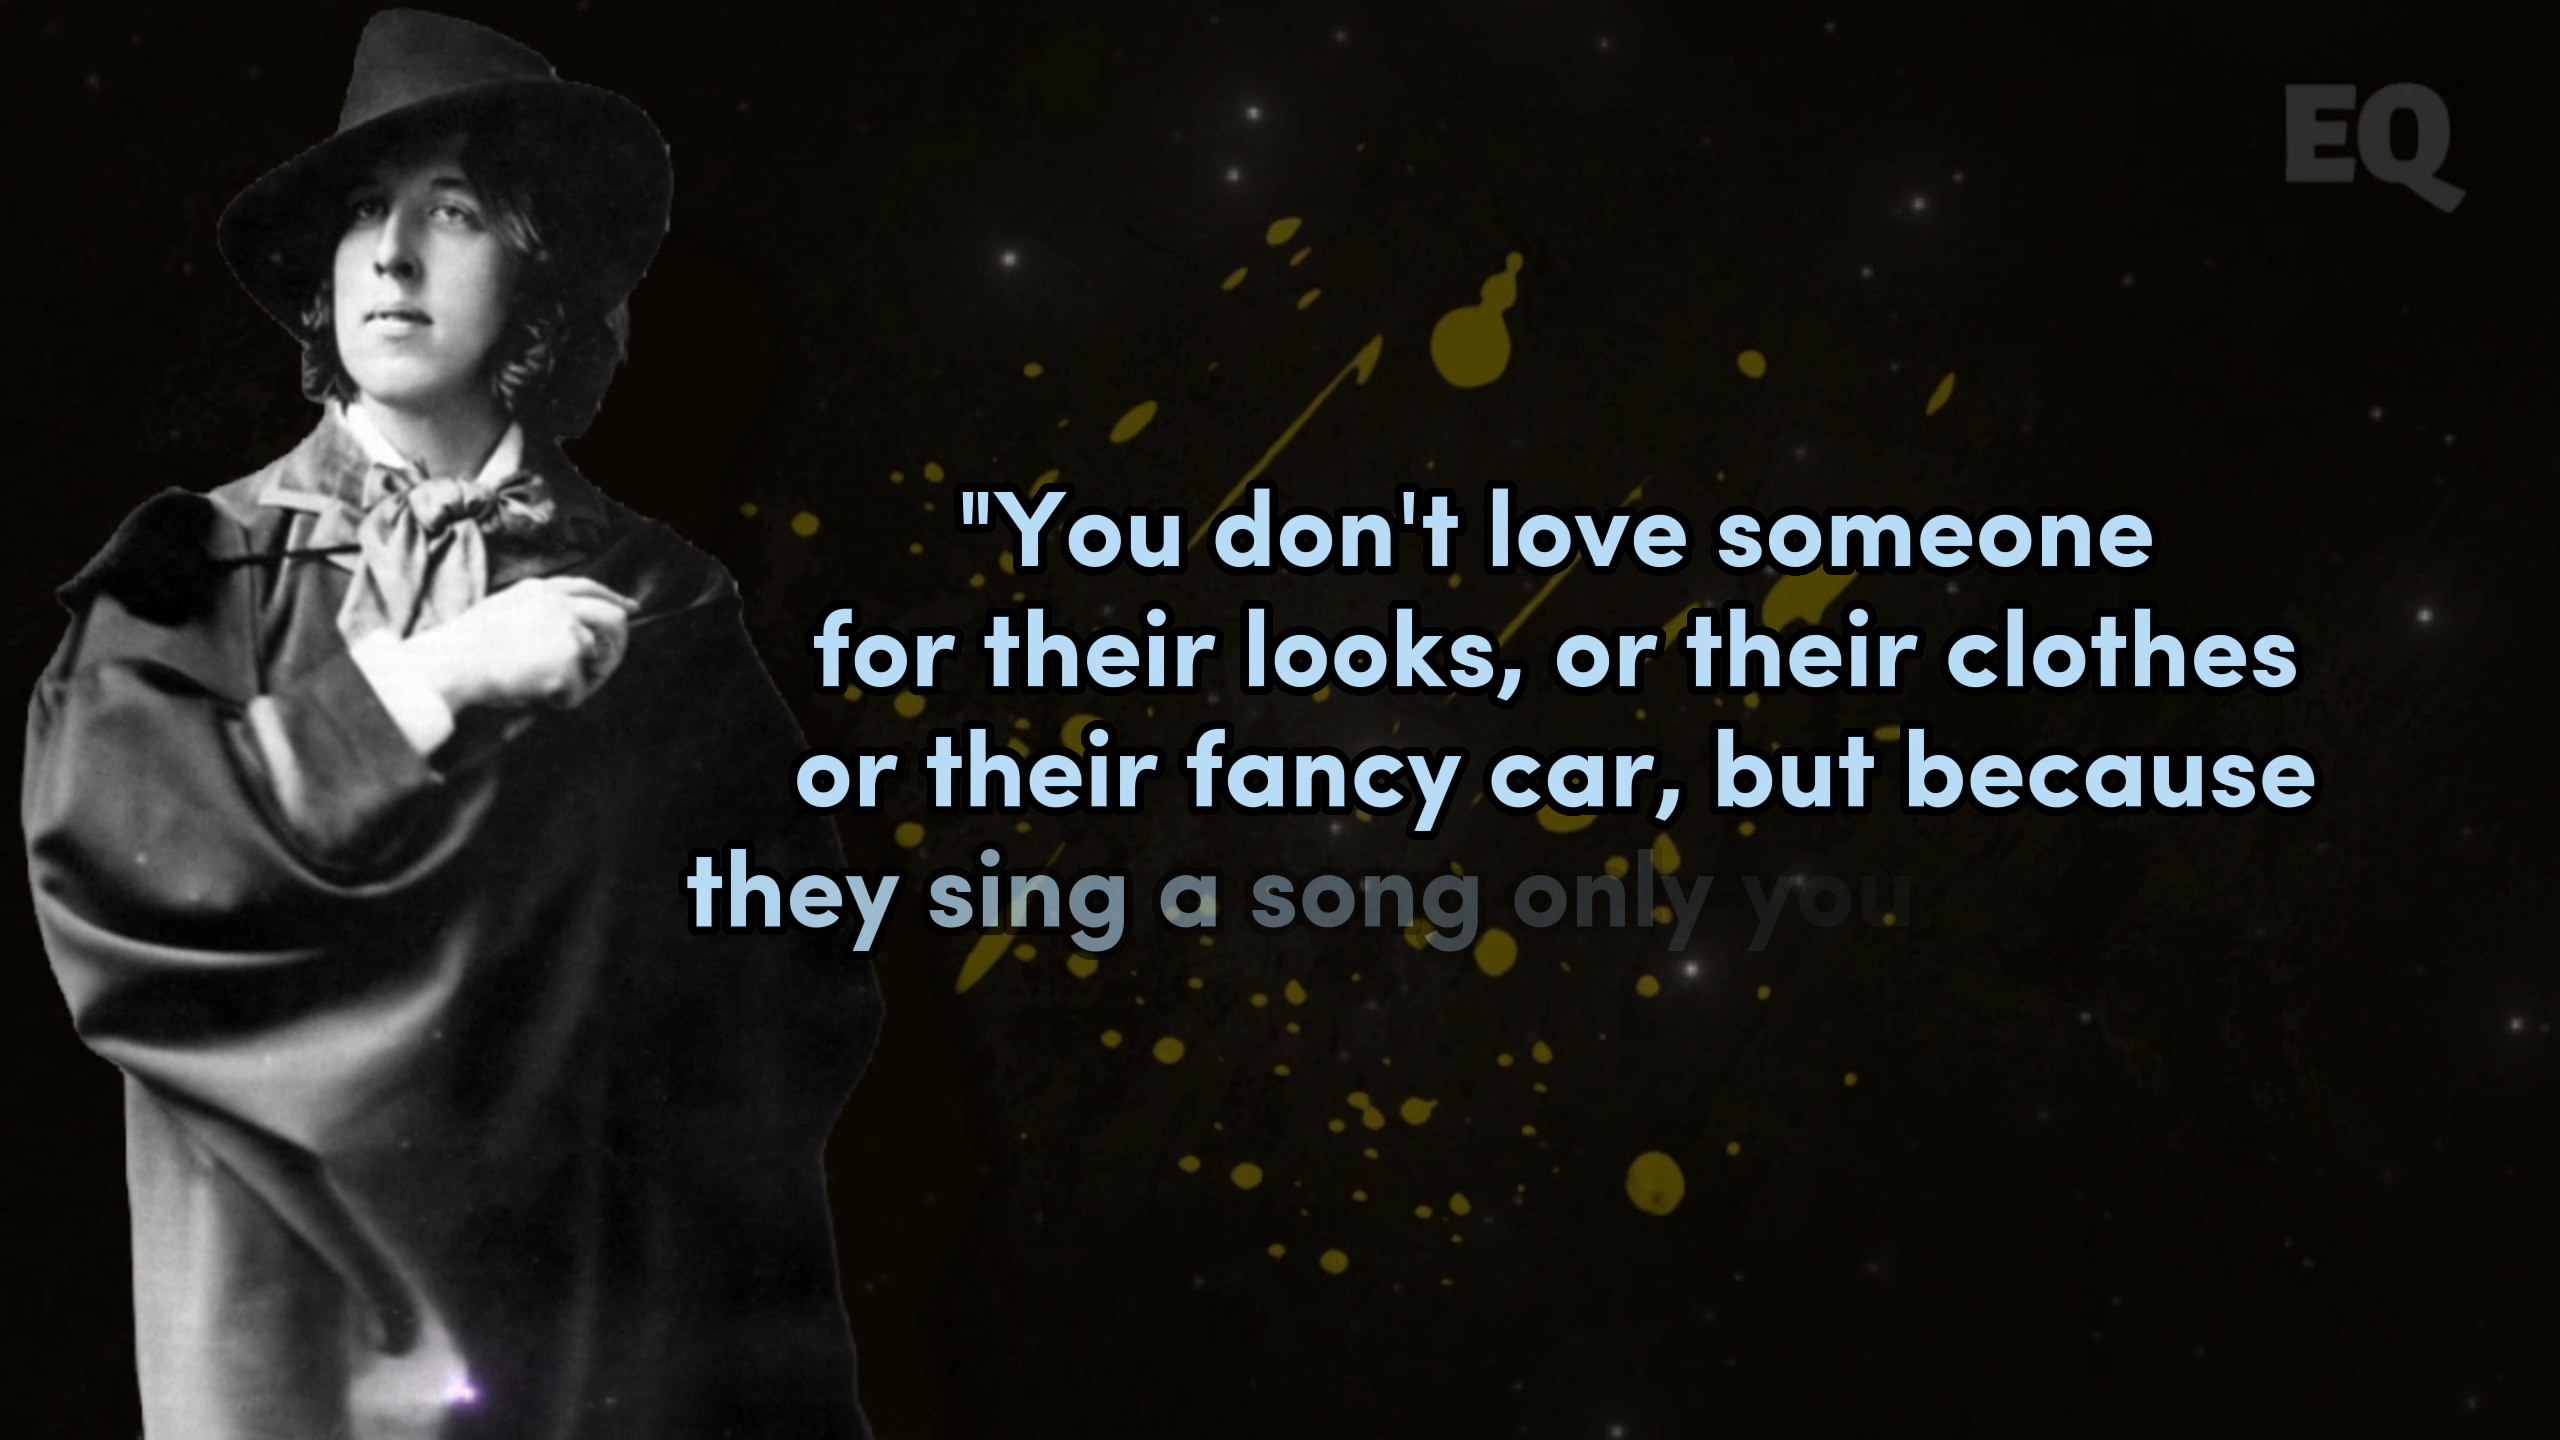 EQ
"You don't love someone
for their looks, or their clothes
or their fancy car, but because
they sing a song only you